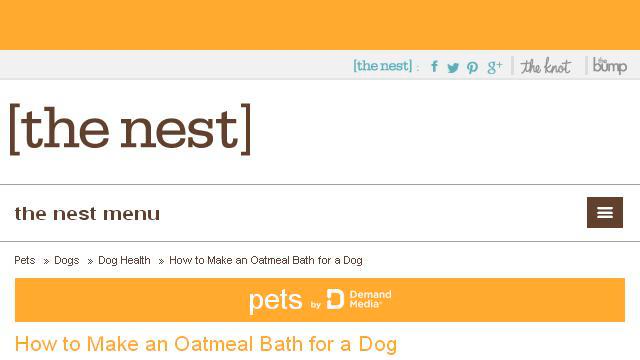 [the nest] : f g+ the knot the bump
[the nest]
the nest menu
Pets » Dogs » Dog Health » How to Make an Oatmeal Bath for a Dog
pets by D Demand Media®
How to Make an Oatmeal Bath for a Dog